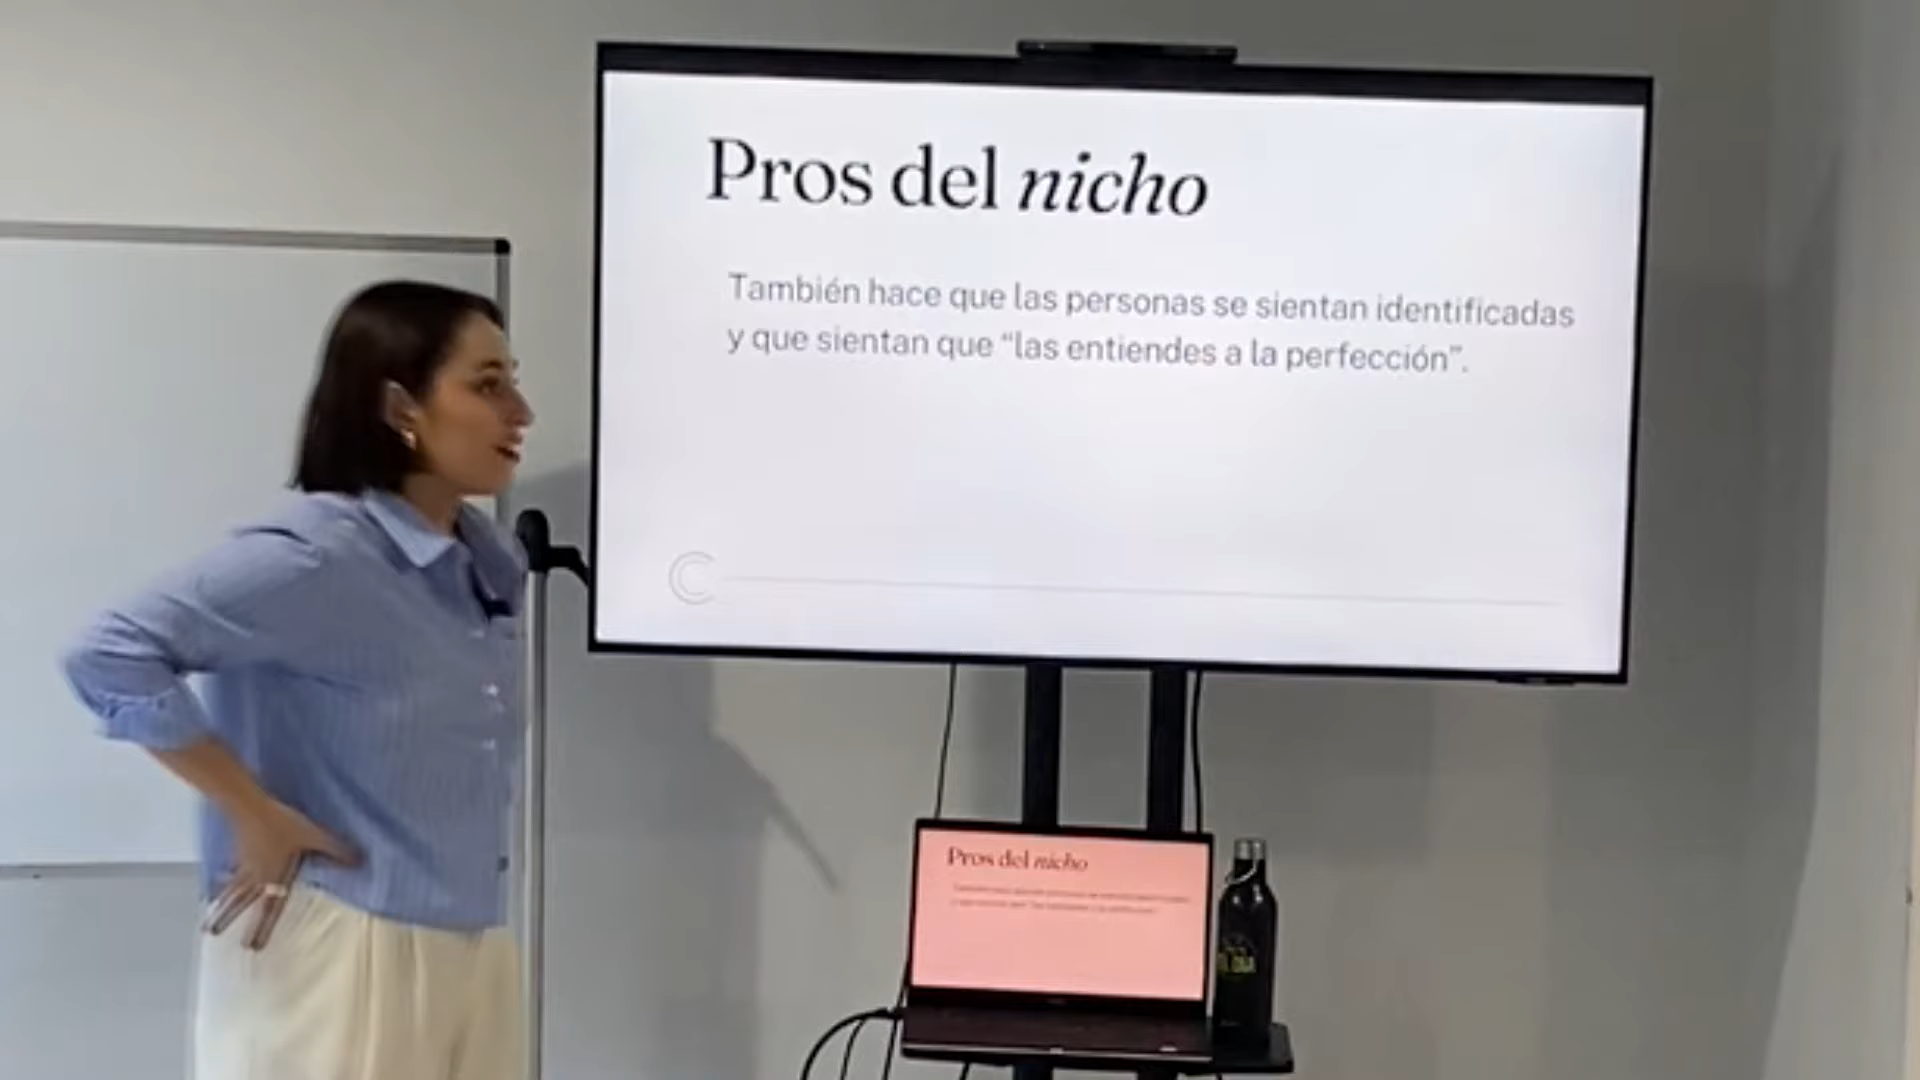 Pros del nicho
También hace que las personas se sientan identificadas
y que sientan que “las entiendes a la perfección”.
Pros del nicho